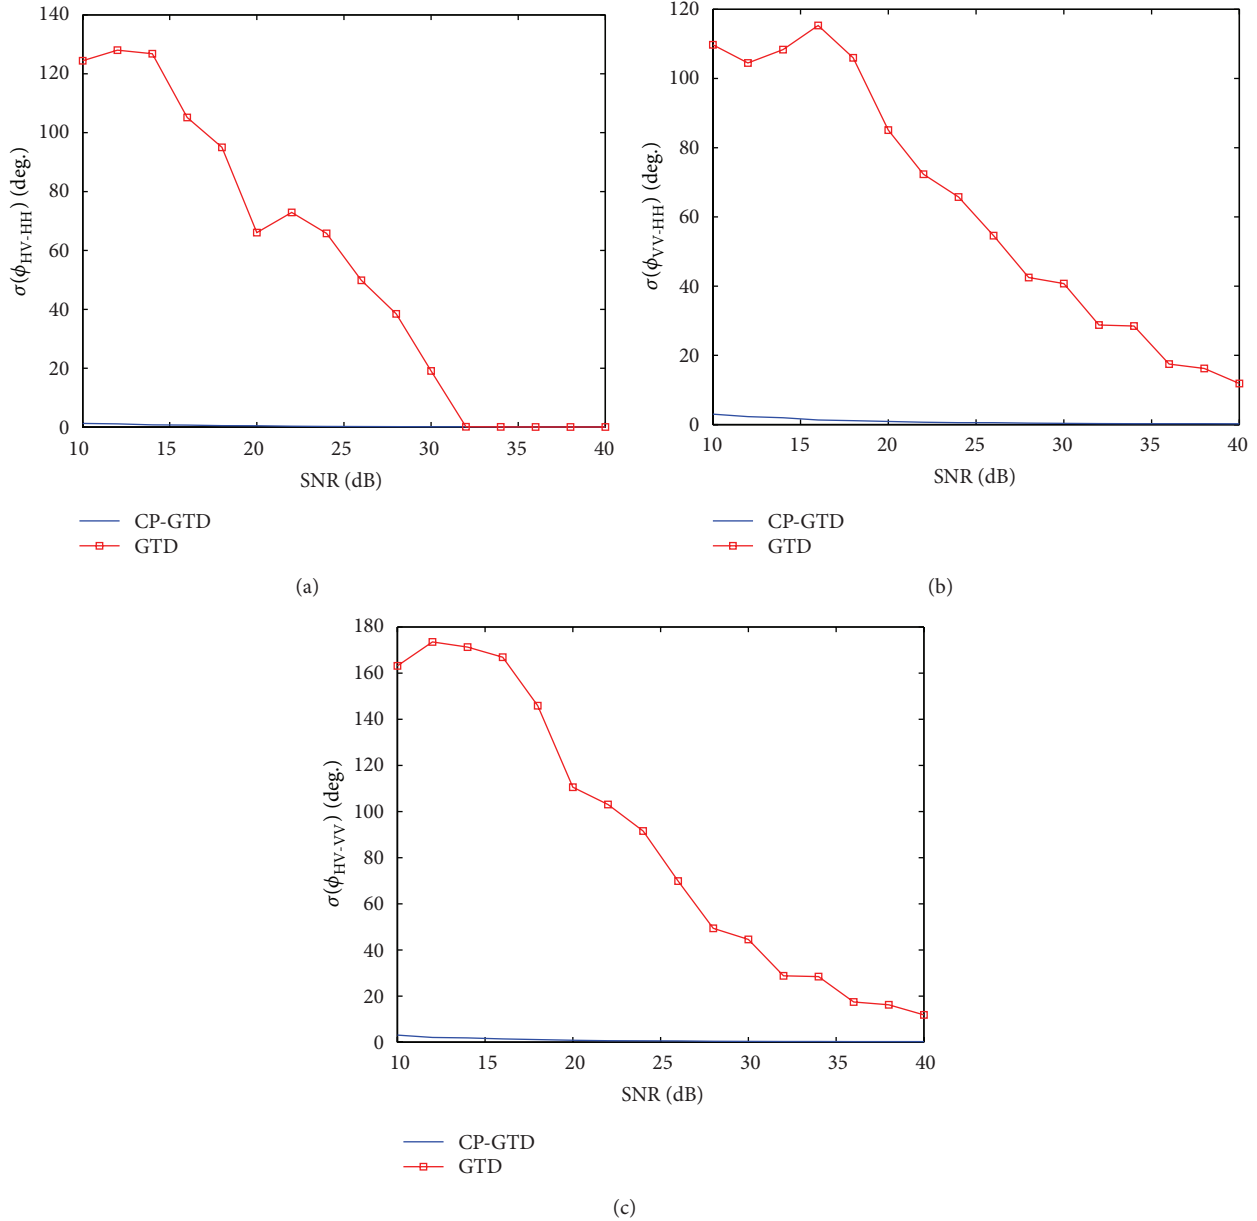 140
120
100
80
60
40
20
0
σ(ϕHV-HH) (deg.)
10 15 20 25 30 35 40
SNR (dB)
CP-GTD
GTD
(a)
120
100
80
60
40
20
0
σ(ϕVV-HH) (deg.)
10 15 20 25 30 35 40
SNR (dB)
CP-GTD
GTD
(b)
180
160
140
120
100
80
60
40
20
0
σ(ϕHV-VV) (deg.)
10 15 20 25 30 35 40
SNR (dB)
CP-GTD
GTD
(c)